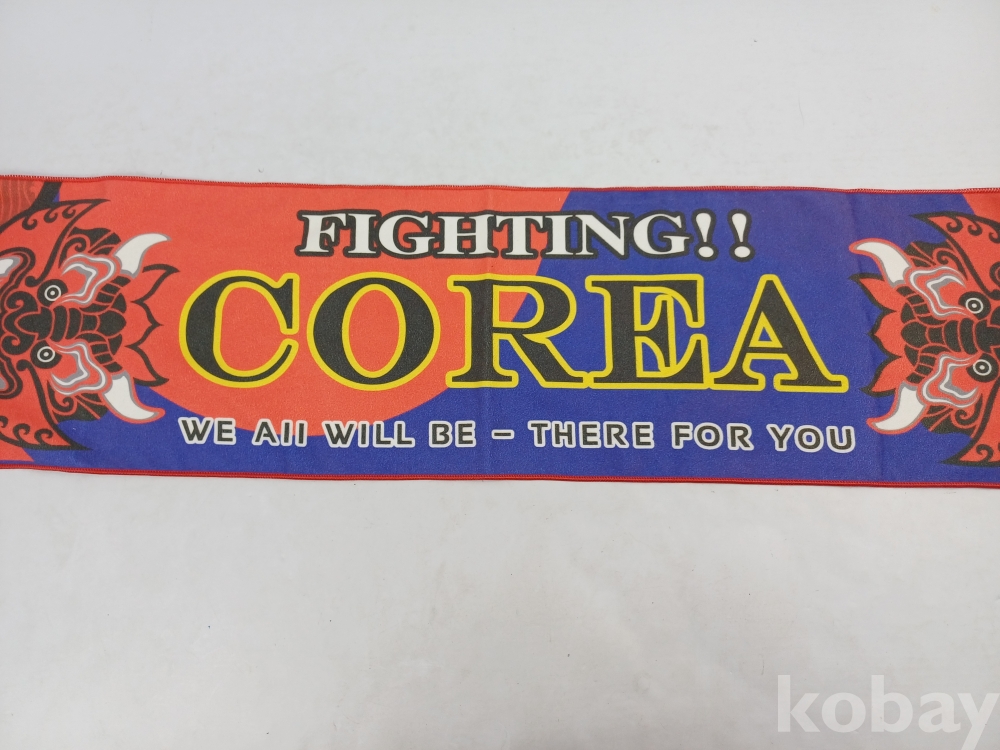 FIGHTING!!
COREA
WE AII WILL BE – THERE FOR YOU
kobay